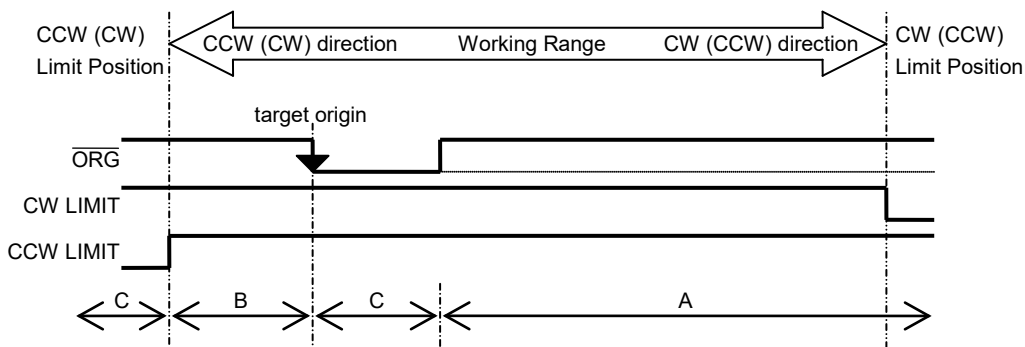 CCW (CW)
Limit Position
CCW (CW) direction
Working Range
CW (CCW) direction
CW (CCW)
Limit Position
target origin
ORG
CW LIMIT
CCW LIMIT
C
B
C
A